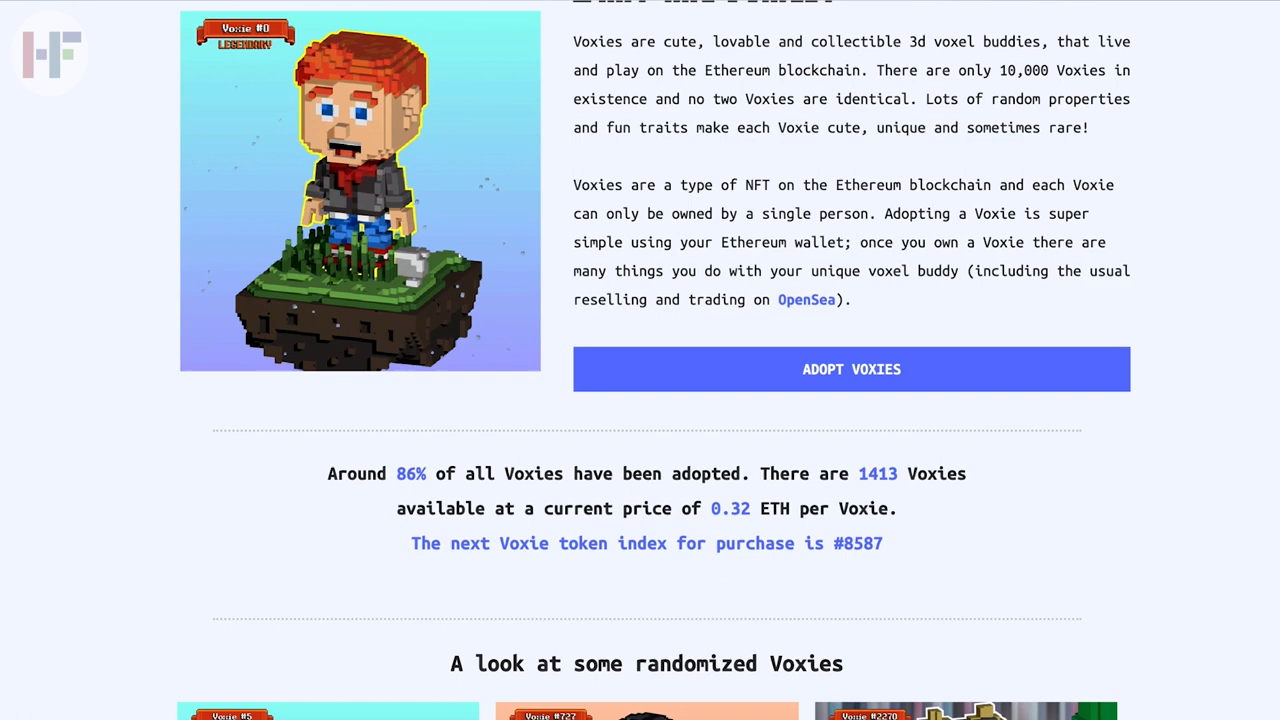 HF
Voxie #0
LEGENDARY
Voxies are cute, lovable and collectible 3d voxel buddies, that live
and play on the Ethereum blockchain. There are only 10,000 Voxies in
existence and no two Voxies are identical. Lots of random properties
and fun traits make each Voxie cute, unique and sometimes rare!
Voxies are a type of NFT on the Ethereum blockchain and each Voxie
can only be owned by a single person. Adopting a Voxie is super
simple using your Ethereum wallet; once you own a Voxie there are
many things you do with your unique voxel buddy (including the usual
reselling and trading on OpenSea).
ADOPT VOXIES
Around 86% of all Voxies have been adopted. There are 1413 Voxies
available at a current price of 0.32 ETH per Voxie.
The next Voxie token index for purchase is #8587
A look at some randomized Voxies
Voxie #5
Voxie #727
Voxie #2270